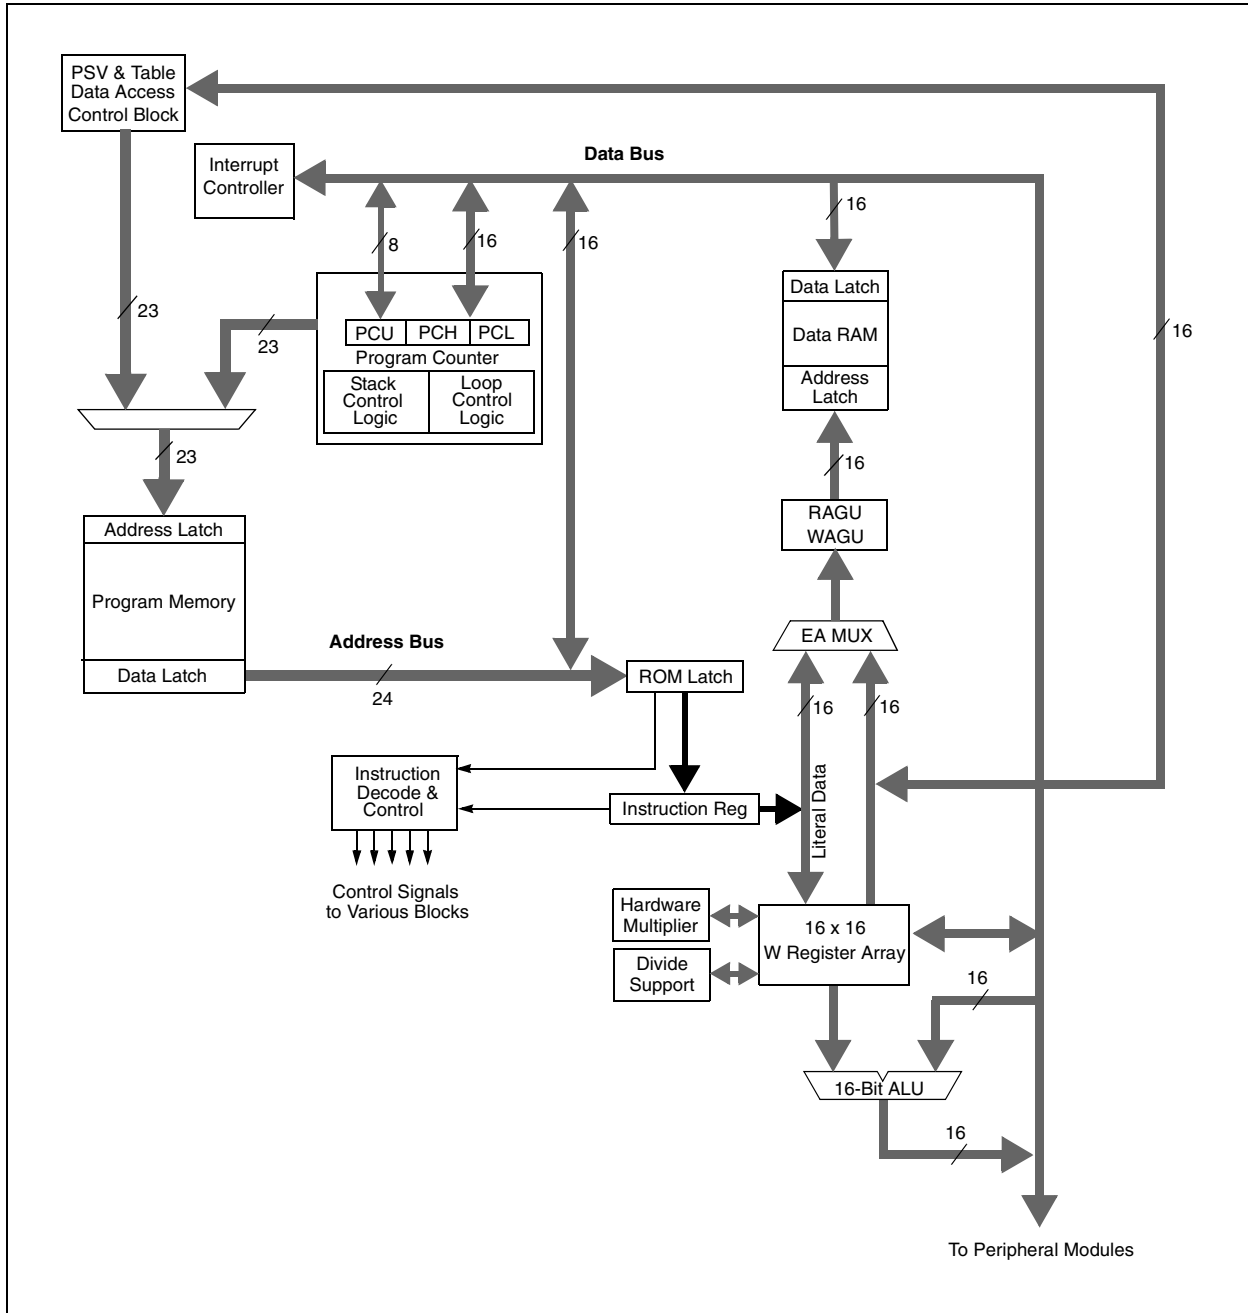 PSV & Table
Data Access
Control Block
Interrupt
Controller
Data Bus
8
16
16
16
23
23
16
PCU
PCH
PCL
Program Counter
Stack
Control
Logic
Loop
Control
Logic
Data Latch
Data RAM
Address
Latch
23
16
Address Latch
Program Memory
Data Latch
RAGU
WAGU
EA MUX
Address Bus
24
ROM Latch
16
16
Instruction
Decode &
Control
Instruction Reg
Literal Data
Control Signals
to Various Blocks
Hardware
Multiplier
16 x 16
W Register Array
Divide
Support
16
16-Bit ALU
16
To Peripheral Modules